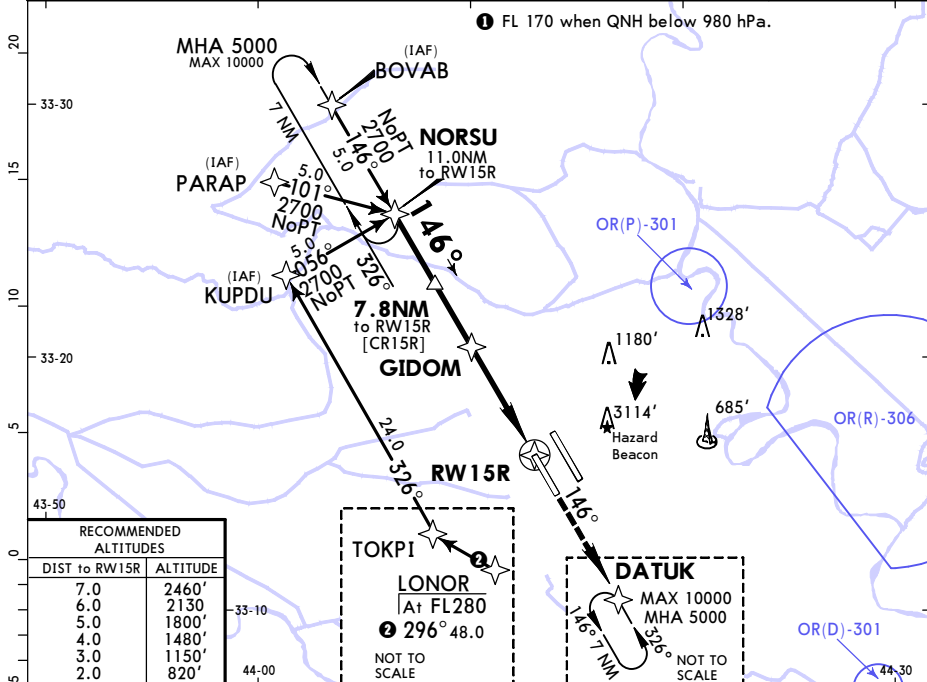 ❶ FL 170 when QNH below 980 hPa.
20
MHA 5000
MAX 10000
(IAF)
BOVAB
33-30
7 NM
NoPT
2700
146°
5.0
NORSU
11.0NM
to RW15R
15
(IAF)
PARAP
5.0
101°
2700
NoPT
146°
OR(P)-301
5.0
056°
2700
NoPT
(IAF)
KUPDU
326°
10
7.8NM
to RW15R
[CR15R]
1328'
1180'
33-20
GIDOM
3114'
Hazard
Beacon
685'
OR(R)-306
5
24.0
326°
RW15R
146°
43-50
RECOMMENDED
ALTITUDES
DIST to RW15R ALTITUDE
7.0 2460'
6.0 2130
5.0 1800'
4.0 1480'
3.0 1150'
2.0 820'
0
TOKPI
❷
LONOR
At FL280
❷ 296° 48.0
NOT TO
SCALE
DATUK
MAX 10000
MHA 5000
146° 7 NM
326°
NOT TO
SCALE
33-10
OR(D)-301
5
44-00
44-30